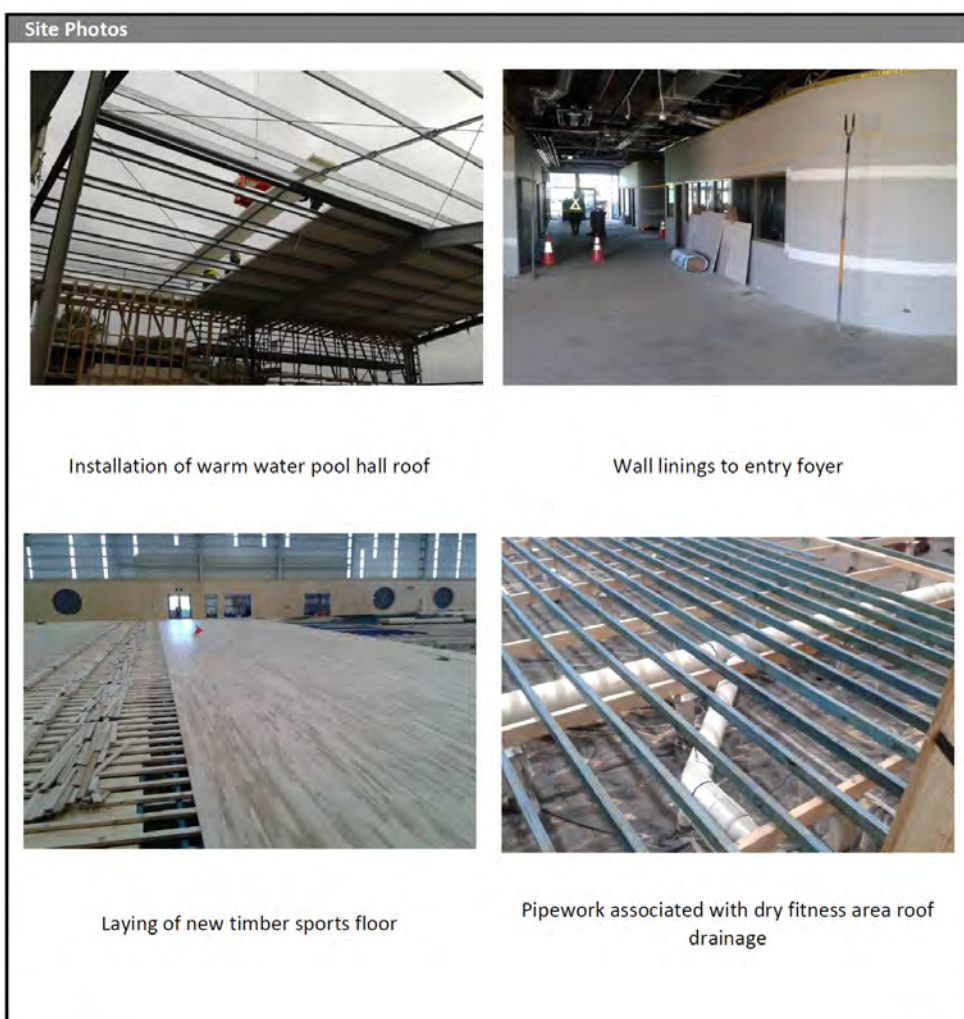 Site Photos
Installation of warm water pool hall roof
Wall linings to entry foyer
Laying of new timber sports floor
Pipework associated with dry fitness area roof
drainage